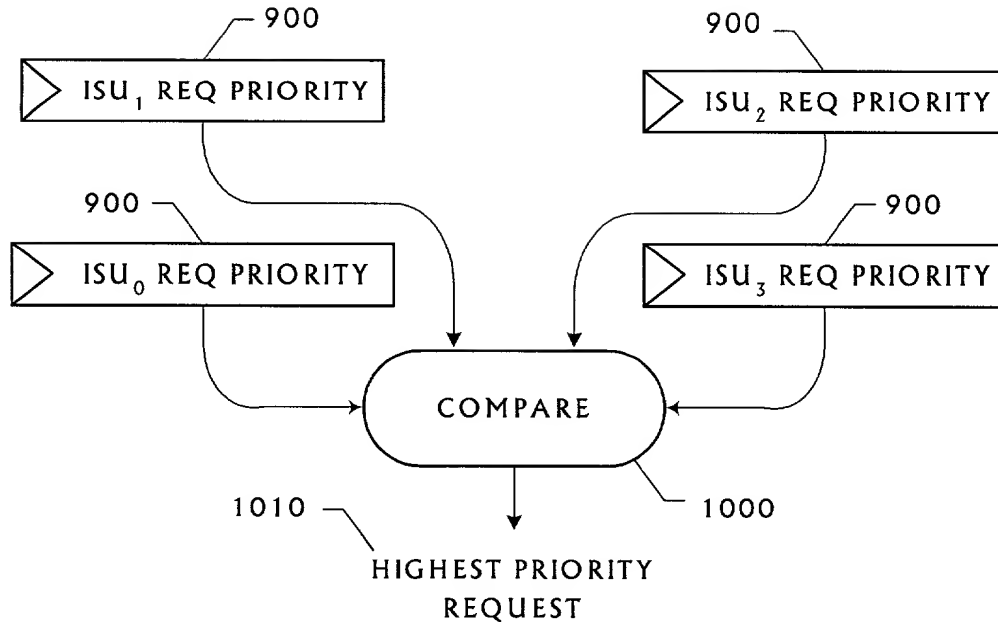 900
900
ISU₁ REQ PRIORITY
ISU₂ REQ PRIORITY
900
900
ISU₀ REQ PRIORITY
ISU₃ REQ PRIORITY
COMPARE
1010
1000
HIGHEST PRIORITY
REQUEST